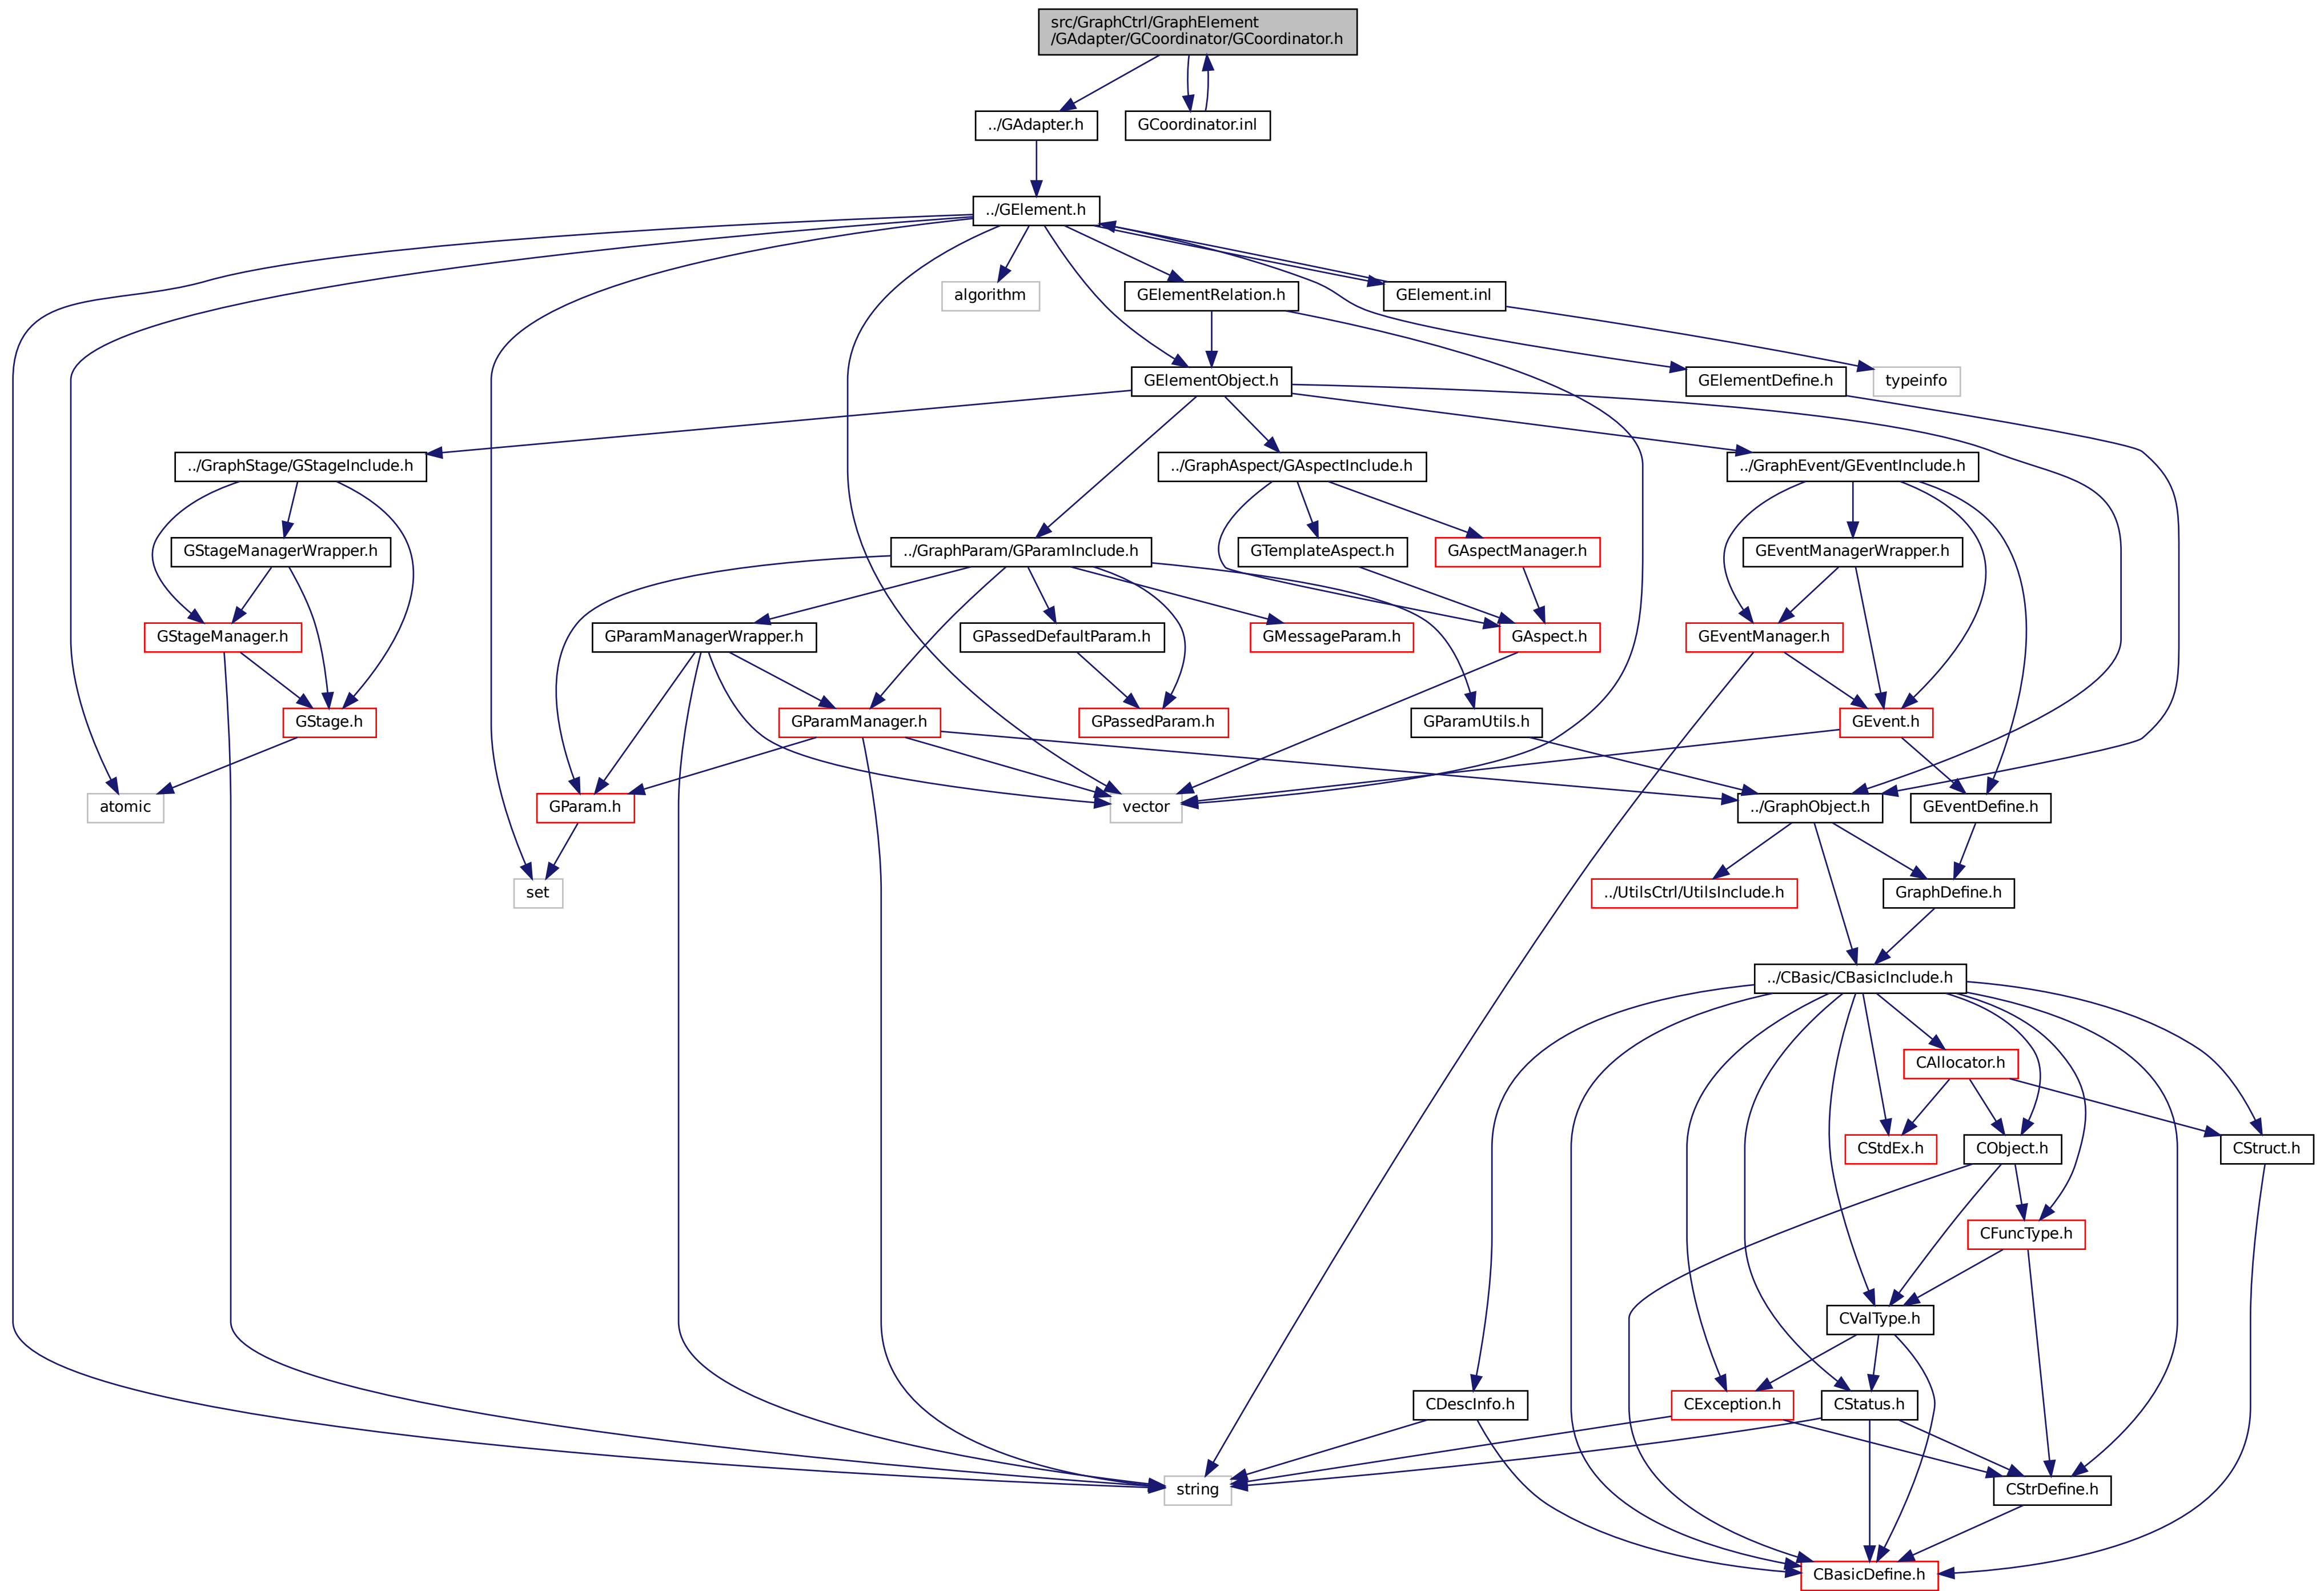 src/GraphCtrl/GraphElement
/GAdapter/GCoordinator/GCoordinator.h
../GAdapter.h
GCoordinator.inl
../GElement.h
algorithm
GElementRelation.h
GElement.inl
GElementObject.h
GElementDefine.h
typeinfo
../GraphStage/GStageInclude.h
../GraphAspect/GAspectInclude.h
../GraphEvent/GEventInclude.h
GStageManagerWrapper.h
../GraphParam/GParamInclude.h
GTemplateAspect.h
GAspectManager.h
GEventManagerWrapper.h
GStageManager.h
GParamManagerWrapper.h
GPassedDefaultParam.h
GMessageParam.h
GAspect.h
GEventManager.h
GStage.h
GParamManager.h
GPassedParam.h
GParamUtils.h
GEvent.h
atomic
GParam.h
vector
../GraphObject.h
GEventDefine.h
set
../UtilsCtrl/UtilsInclude.h
GraphDefine.h
../CBasic/CBasicInclude.h
CAllocator.h
CStdEx.h
CObject.h
CStruct.h
CFuncType.h
CValType.h
CDescInfo.h
CException.h
CStatus.h
string
CStrDefine.h
CBasicDefine.h